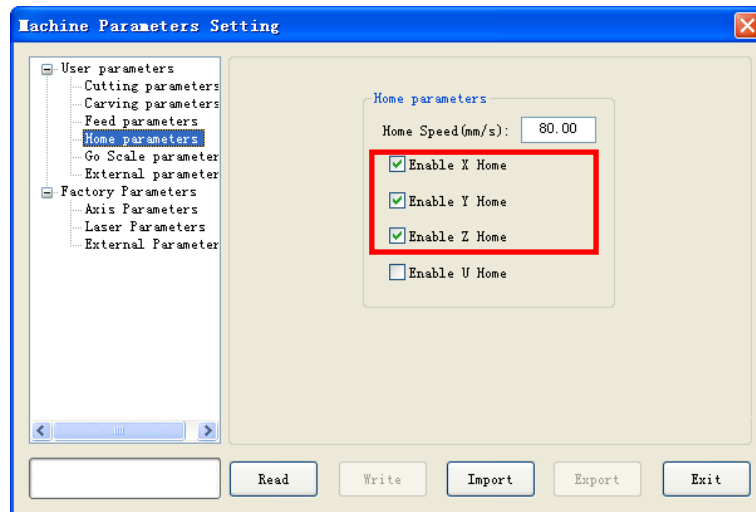 Machine Parameters Setting
User parameters
Cutting parameters
Carving parameters
Feed parameters
Home parameters
Go Scale parameter
External parameter
Factory Parameters
Axis Parameters
Laser Parameters
External Parameter
Home parameters
Home Speed(mm/s): 80.00
Enable X Home
Enable Y Home
Enable Z Home
Enable U Home
Read Write Import Export Exit